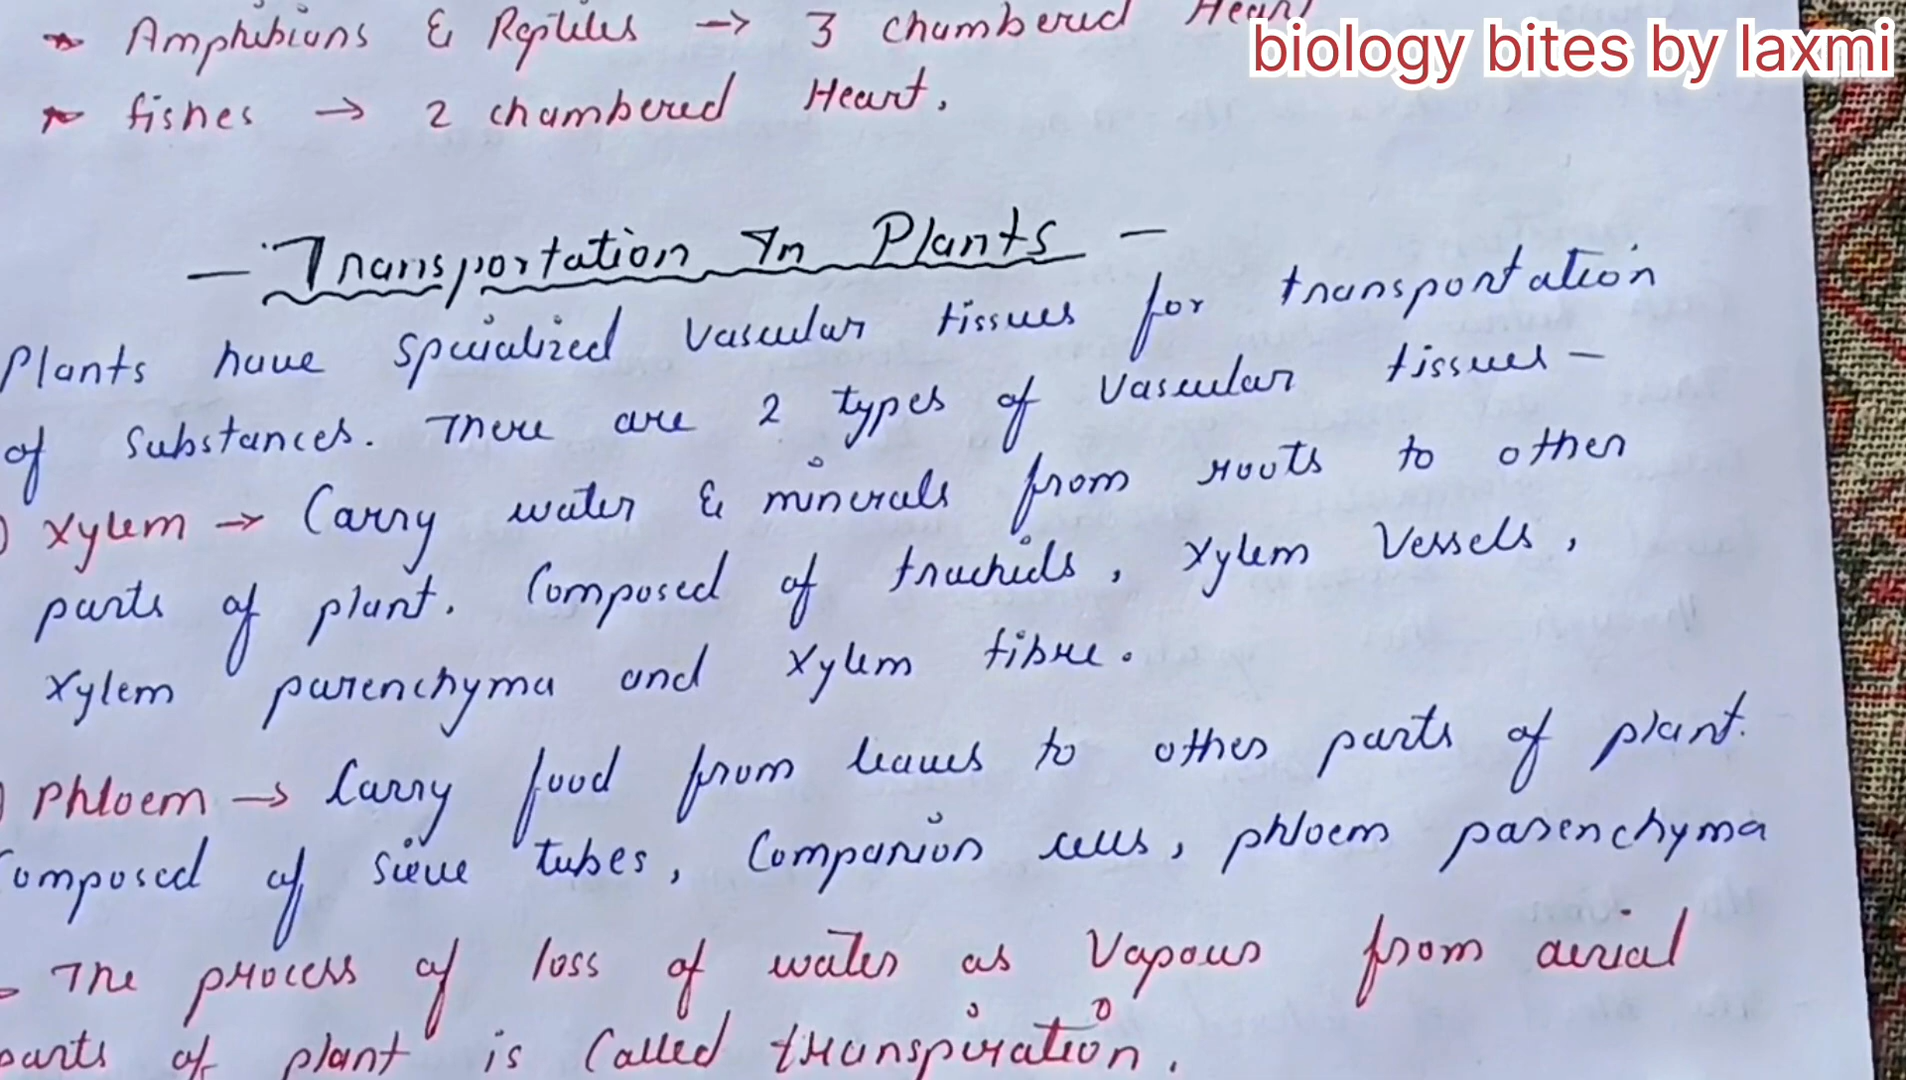 * Amphibians & Reptiles → 3 chambered Heart
biology bites by laxmi
* fishes → 2 chambered Heart.
- Transportation In Plants -
Plants have specialized vascular tissues for transportation
of substances. There are 2 types of vascular tissues -
) Xylem → Carry water & minerals from roots to other
parts of plant. Composed of trachids, xylem vessels,
xylem parenchyma and xylem fibre.
) Phloem → Carry food from leaves to other parts of plant.
Composed of sieve tubes, Companion cells, phloem parenchyma
The process of loss of water as Vapour from aerial
parts of plant is Called transpiration.